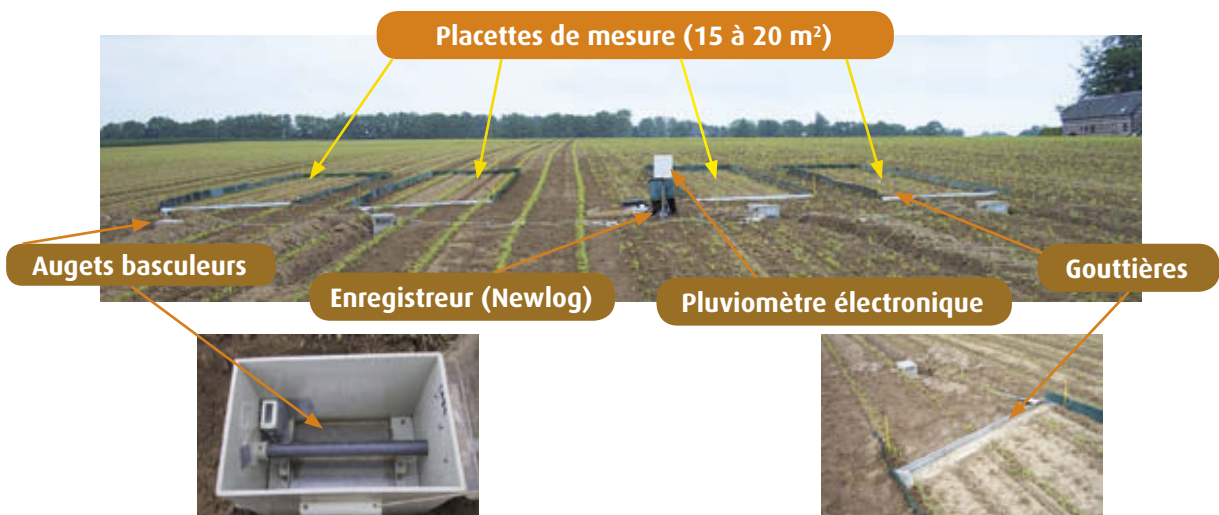 Placettes de mesure (15 à 20 m²)
Augets basculeurs
Enregistreur (Newlog)
Pluviomètre électronique
Gouttières